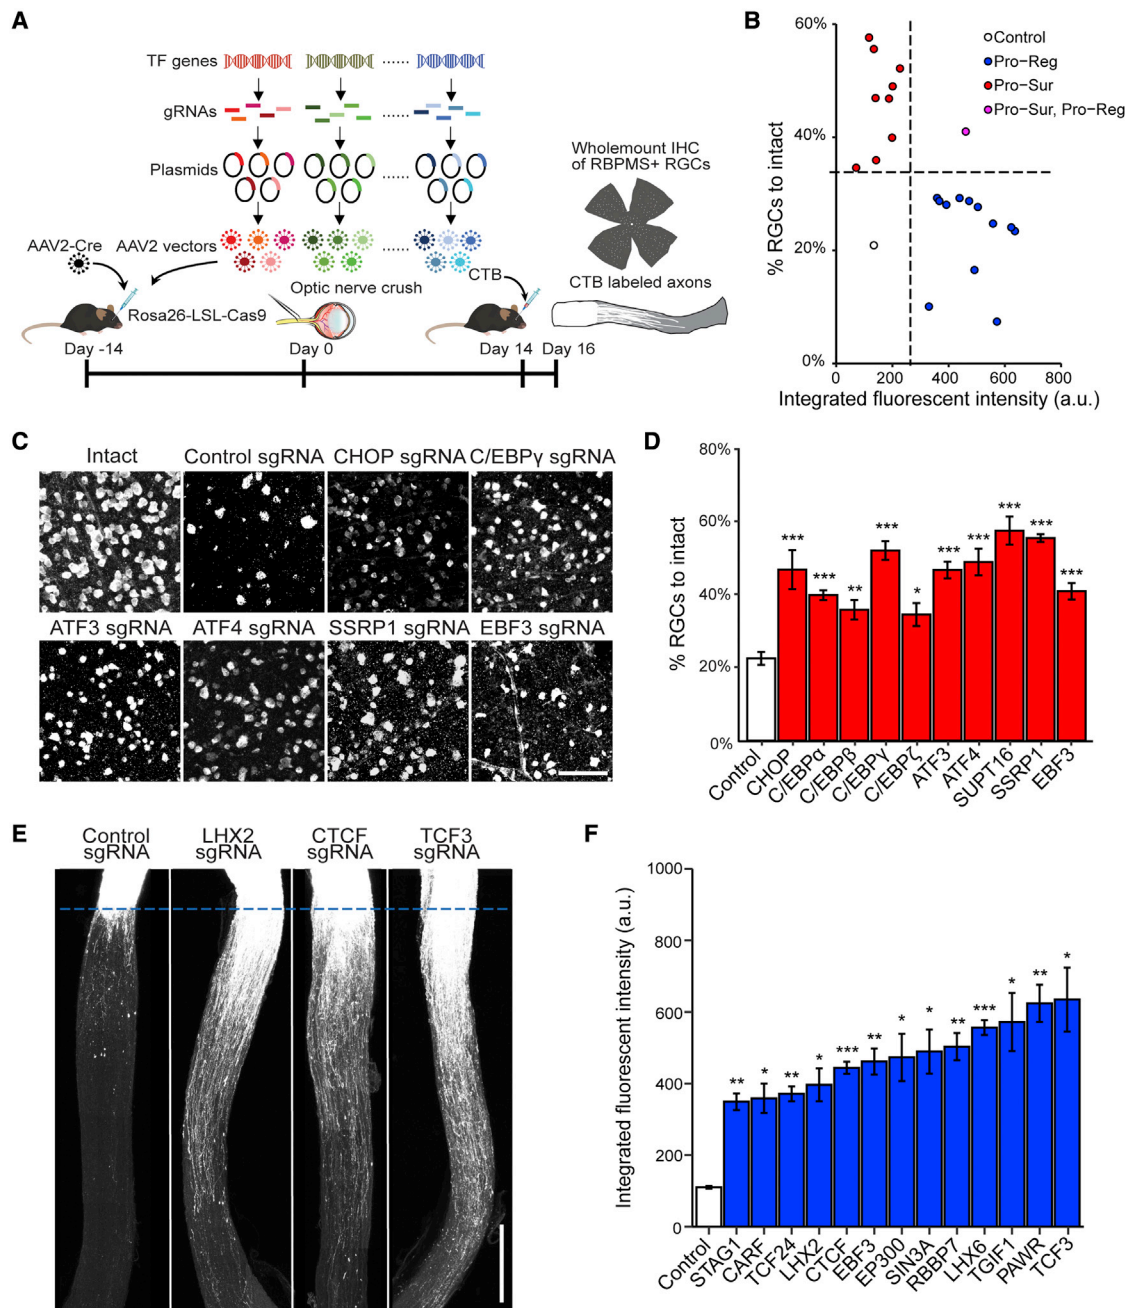 A
TF genes
gRNAs
Plasmids
AAV2-Cre
AAV2 vectors
CTB
Wholemount IHC
of RBPMS+ RGCs
CTB labeled axons
Optic nerve crush
Rosa26-LSL-Cas9
Day -14
Day 0
Day 14
Day 16
B
% RGCs to intact
60%
40%
20%
0%
0
200
400
600
800
Integrated fluorescent intensity (a.u.)
Control
Pro-Reg
Pro-Sur
Pro-Sur, Pro-Reg
C
Intact
Control sgRNA
CHOP sgRNA
C/EBPγ sgRNA
ATF3 sgRNA
ATF4 sgRNA
SSRP1 sgRNA
EBF3 sgRNA
D
% RGCs to intact
80%
60%
40%
20%
0%
***
***
**
***
*
***
***
***
***
***
Control
CHOP
C/EBPα
C/EBPβ
C/EBPγ
C/EBPζ
ATF3
ATF4
SUPT16
SSRP1
EBF3
E
Control
sgRNA
LHX2
sgRNA
CTCF
sgRNA
TCF3
sgRNA
F
Integrated fluorescent intensity (a.u.)
1000
800
600
400
200
0
**
*
**
*
***
**
*
*
**
***
*
**
*
Control
STAG1
CARF
TCF24
LHX2
CTCF
EBF3
EP300
SIN3A
RBBP7
LHX6
TGIF1
PAWR
TCF3